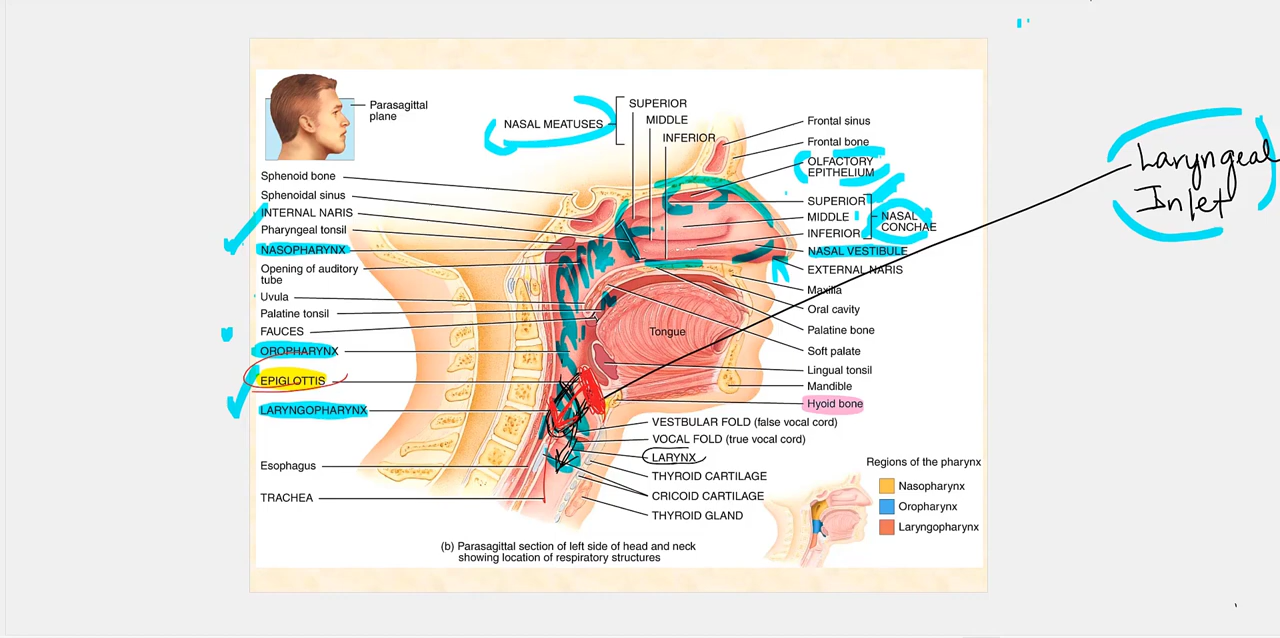 Parasagittal
plane
NASAL MEATUSES
SUPERIOR
MIDDLE
INFERIOR
Sphenoid bone
Sphenoidal sinus
INTERNAL NARIS
Pharyngeal tonsil
NASOPHARYNX
Opening of auditory
tube
Uvula
Palatine tonsil
FAUCES
OROPHARYNX
EPIGLOTTIS
LARYNGOPHARYNX
Esophagus
TRACHEA
Tongue
Frontal sinus
Frontal bone
OLFACTORY
EPITHELIUM
SUPERIOR
MIDDLE
INFERIOR
NASAL
CONCHAE
NASAL VESTIBULE
EXTERNAL NARIS
Maxilla
Oral cavity
Palatine bone
Soft palate
Lingual tonsil
Mandible
Hyoid bone
VESTBULAR FOLD (false vocal cord)
VOCAL FOLD (true vocal cord)
LARYNX
THYROID CARTILAGE
CRICOID CARTILAGE
THYROID GLAND
Regions of the pharynx
Nasopharynx
Oropharynx
Laryngopharynx
(b) Parasagittal section of left side of head and neck
showing location of respiratory structures
Laryngeal
Inlet